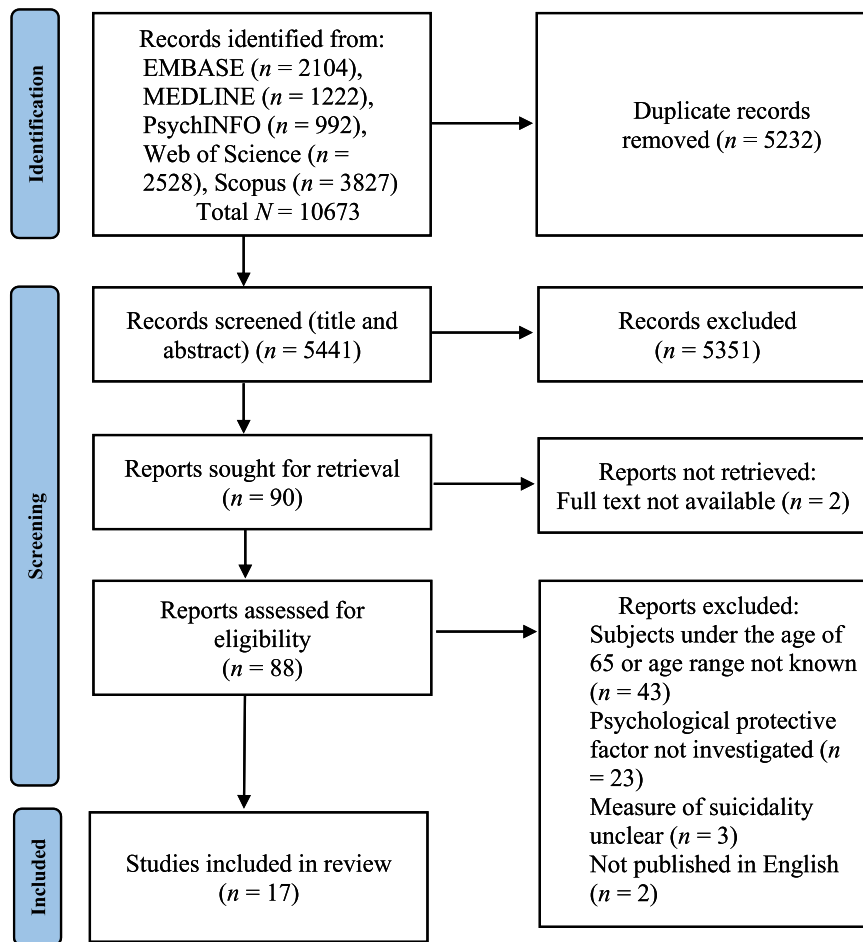 Identification
Records identified from:
EMBASE (n = 2104),
MEDLINE (n = 1222),
PsychINFO (n = 992),
Web of Science (n =
2528), Scopus (n = 3827)
Total N = 10673
Duplicate records
removed (n = 5232)
Screening
Records screened (title and
abstract) (n = 5441)
Records excluded
(n = 5351)
Reports sought for retrieval
(n = 90)
Reports not retrieved:
Full text not available (n = 2)
Reports assessed for
eligibility
(n = 88)
Reports excluded:
Subjects under the age of
65 or age range not known
(n = 43)
Psychological protective
factor not investigated (n
= 23)
Measure of suicidality
unclear (n = 3)
Not published in English
(n = 2)
Included
Studies included in review
(n = 17)